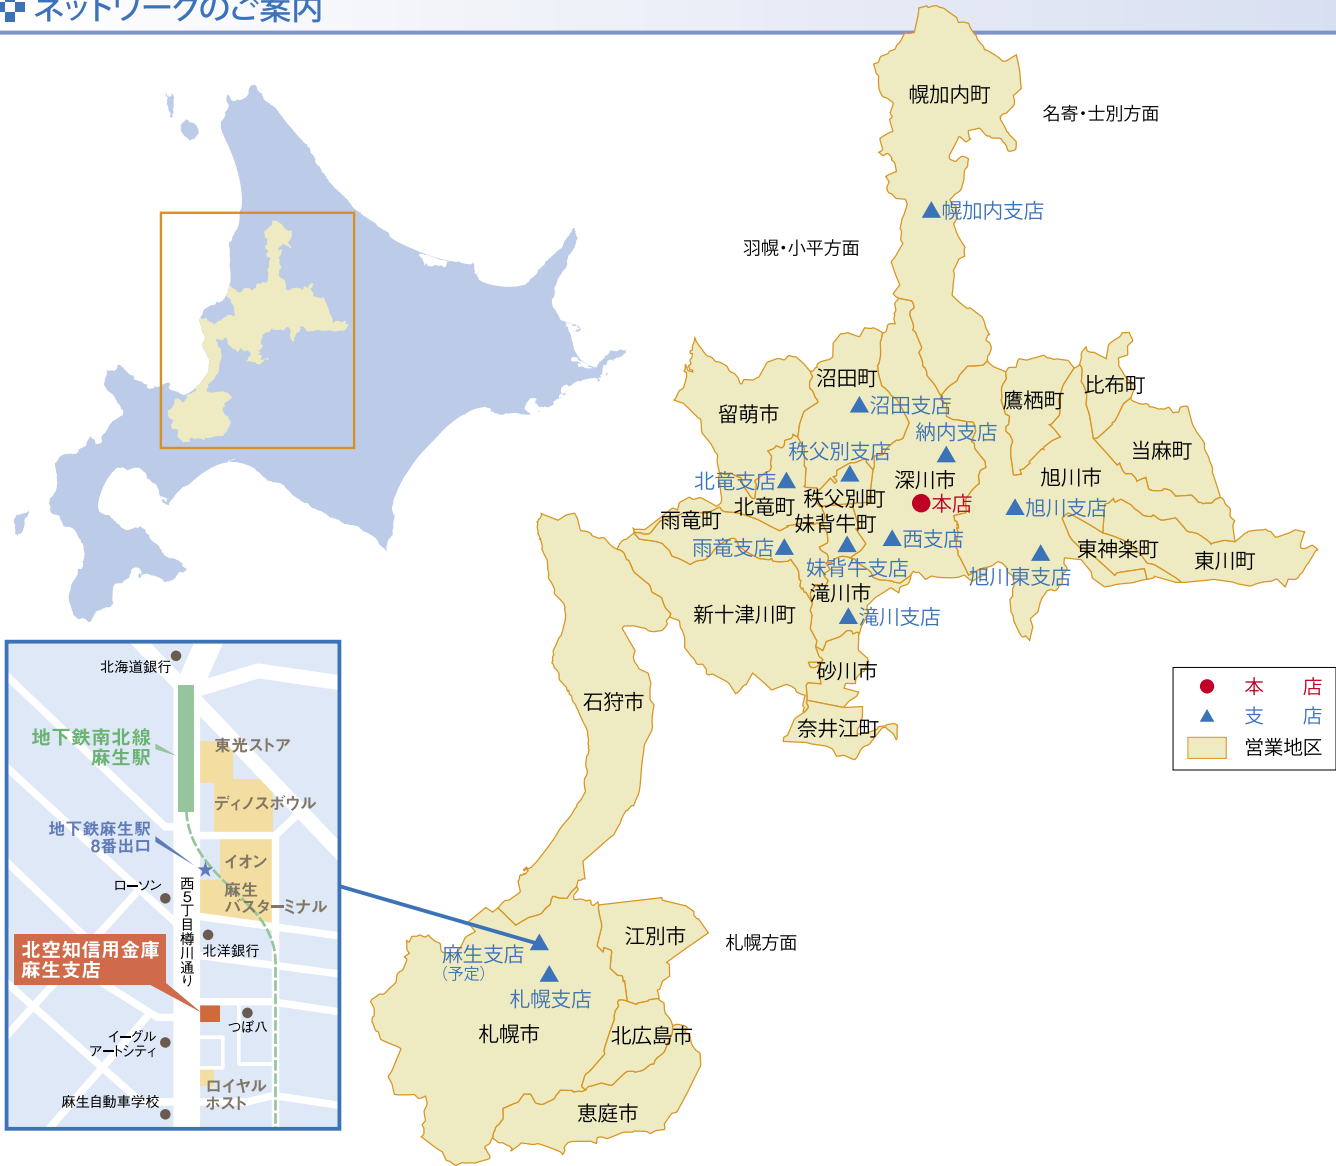 ネットワークのご案内
幌加内町
名寄・士別方面
幌加内支店
羽幌・小平方面
沼田町
沼田支店
留萌市
鷹栖町
比布町
納内支店
当麻町
秩父別支店
北竜支店
深川市
旭川市
秩父別町
本店
北竜町
旭川支店
雨竜町
妹背牛町
西支店
雨竜支店
東神楽町
東川町
妹背牛支店
旭川東支店
滝川市
新十津川町
滝川支店
砂川市
石狩市
奈井江町
本　店
支　店
営業地区
江別市
札幌方面
麻生支店
（予定）
札幌支店
札幌市
北広島市
恵庭市
北海道銀行
地下鉄南北線
麻生駅
東光ストア
ディノスボウル
地下鉄麻生駅
8番出口
イオン
麻生
バスターミナル
ローソン
西5丁目樽川通り
北洋銀行
北空知信用金庫
麻生支店
つぼ八
イーグル
アートシティ
ロイヤル
ホスト
麻生自動車学校